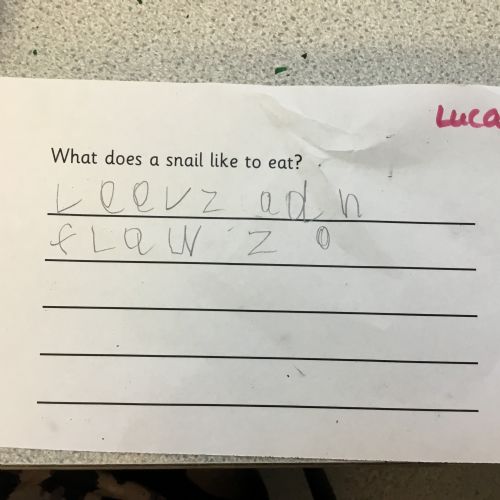 Luca
What does a snail like to eat?
Leevz adn
flawz o